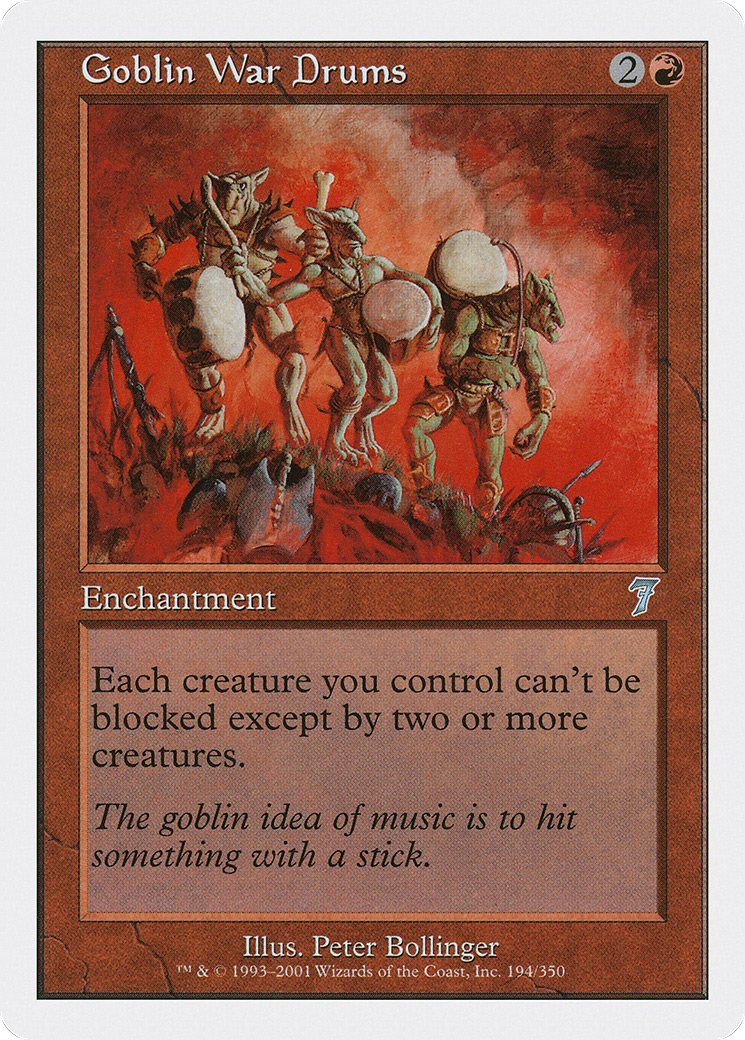 Goblin War Drums 2
Enchantment 7
Each creature you control can't be
blocked except by two or more
creatures.
The goblin idea of music is to hit
something with a stick.
Illus. Peter Bollinger
™ & © 1993–2001 Wizards of the Coast, Inc. 194/350